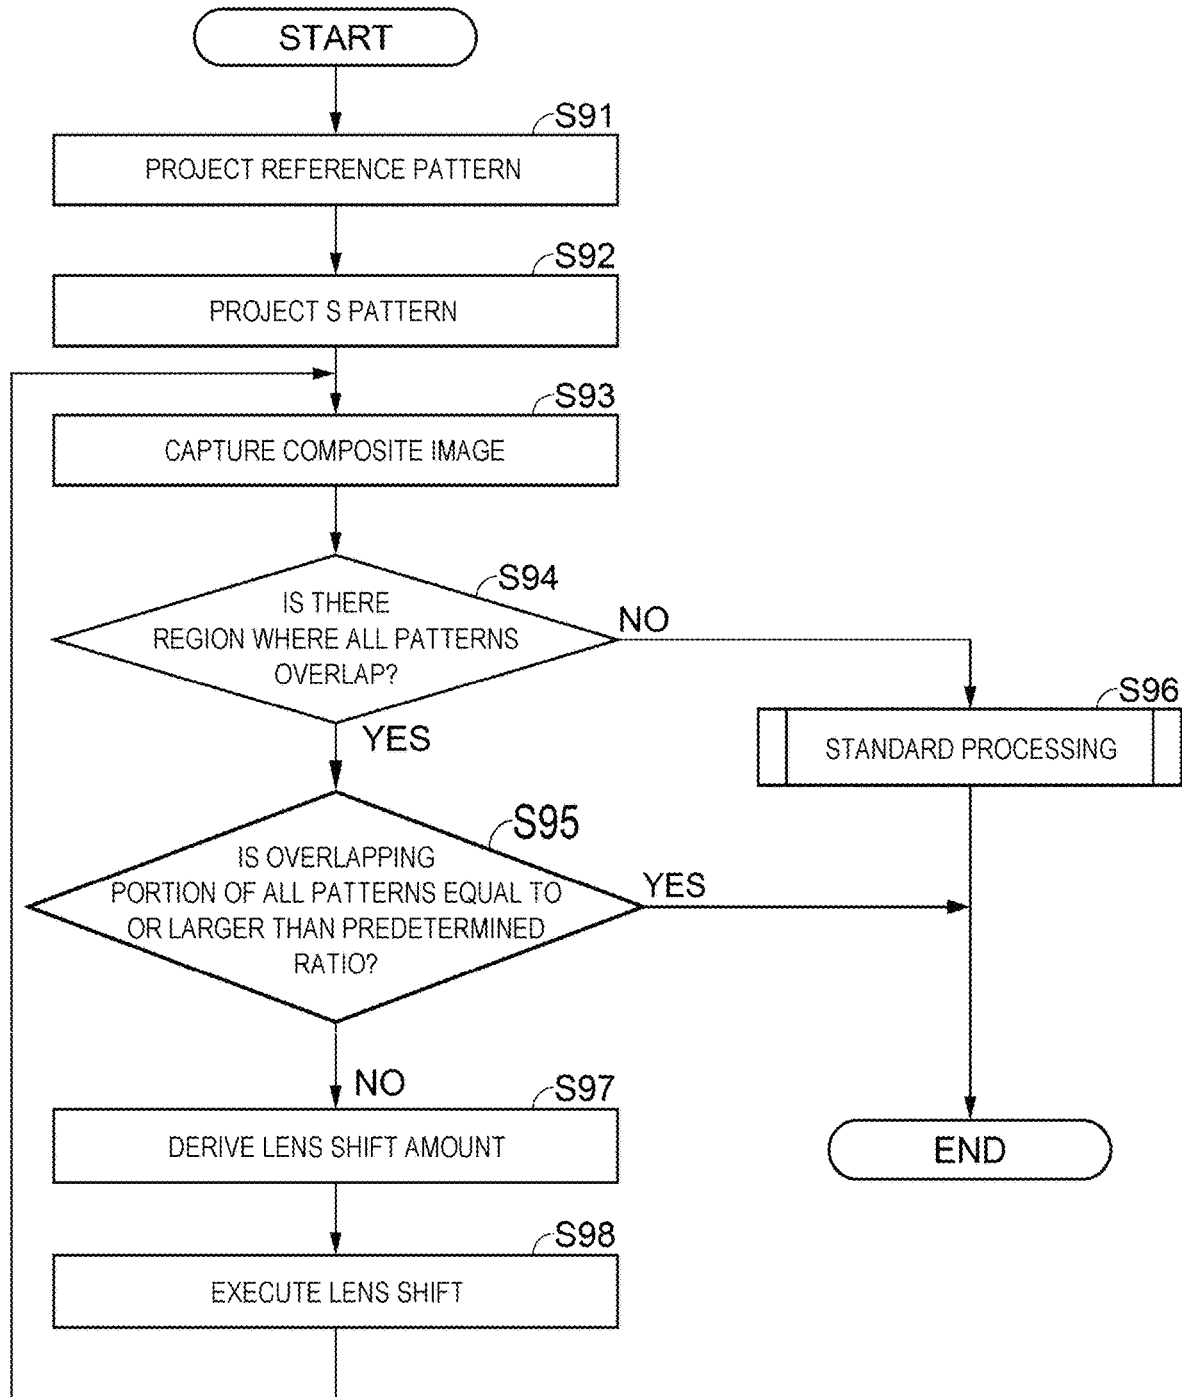 START
S91
PROJECT REFERENCE PATTERN
S92
PROJECT S PATTERN
S93
CAPTURE COMPOSITE IMAGE
S94
IS THERE
REGION WHERE ALL PATTERNS
OVERLAP?
NO
YES
S96
STANDARD PROCESSING
S95
IS OVERLAPPING
PORTION OF ALL PATTERNS EQUAL TO
OR LARGER THAN PREDETERMINED
RATIO?
YES
NO
S97
DERIVE LENS SHIFT AMOUNT
END
S98
EXECUTE LENS SHIFT